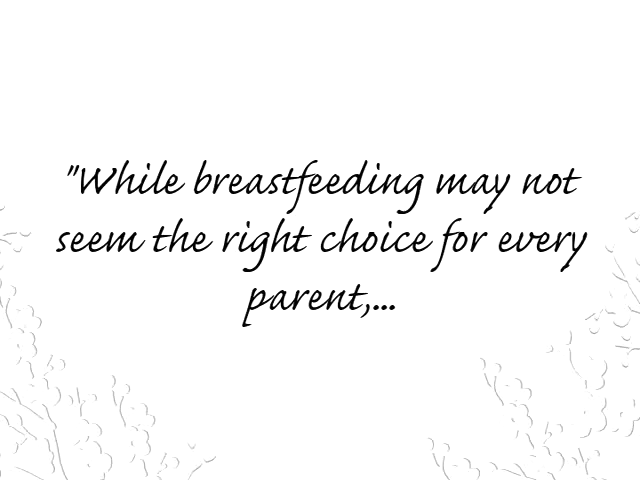 "While breastfeeding may not
seem the right choice for every
parent,...